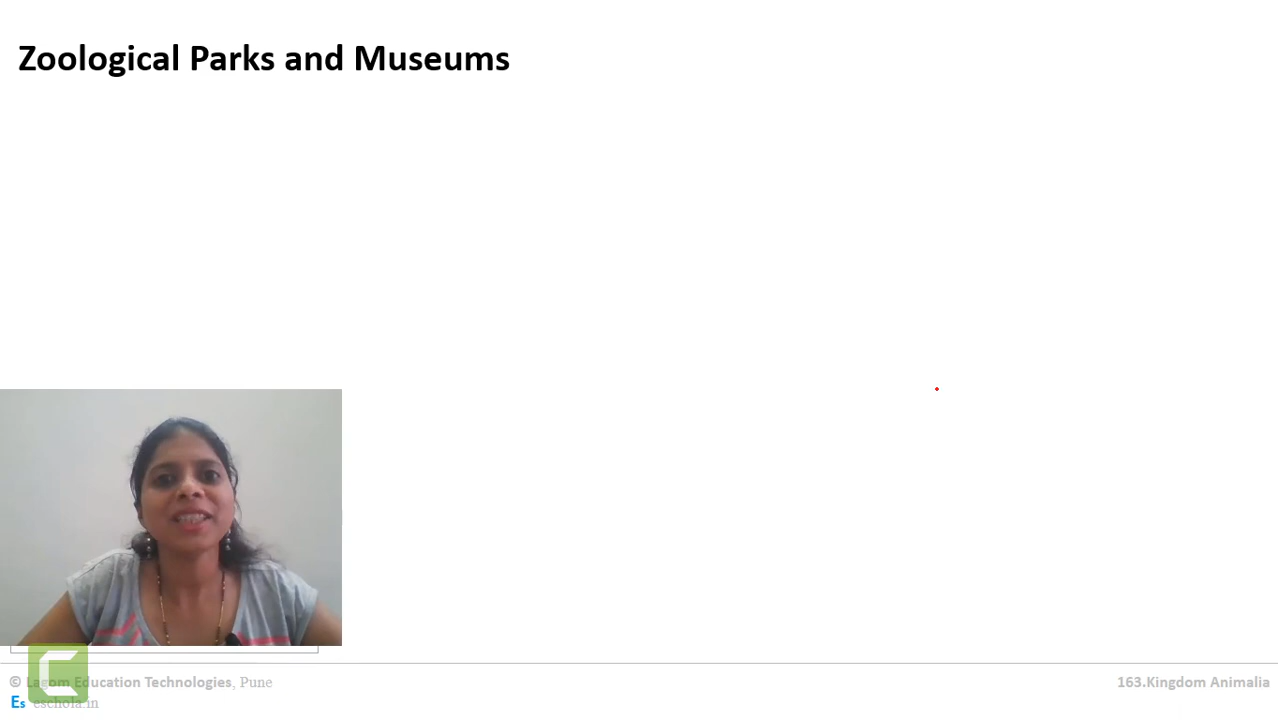 Zoological Parks and Museums
© Lagom Education Technologies, Pune
163.Kingdom Animalia
Es eschola.in